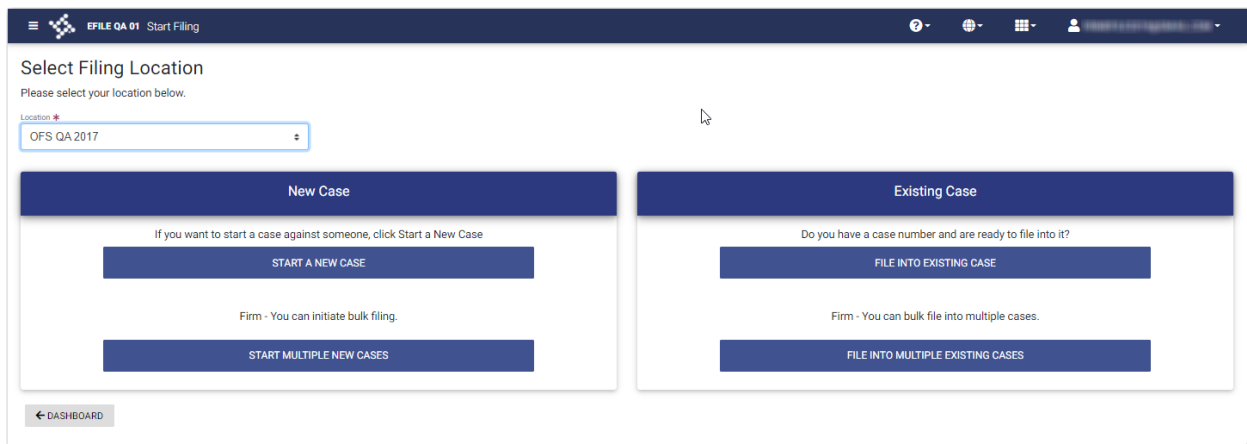 EFILE QA 01 Start Filing
Select Filing Location
Please select your location below.
Location *
OFS QA 2017
New Case
If you want to start a case against someone, click Start a New Case
START A NEW CASE
Firm - You can initiate bulk filing.
START MULTIPLE NEW CASES
Existing Case
Do you have a case number and are ready to file into it?
FILE INTO EXISTING CASE
Firm - You can bulk file into multiple cases.
FILE INTO MULTIPLE EXISTING CASES
DASHBOARD